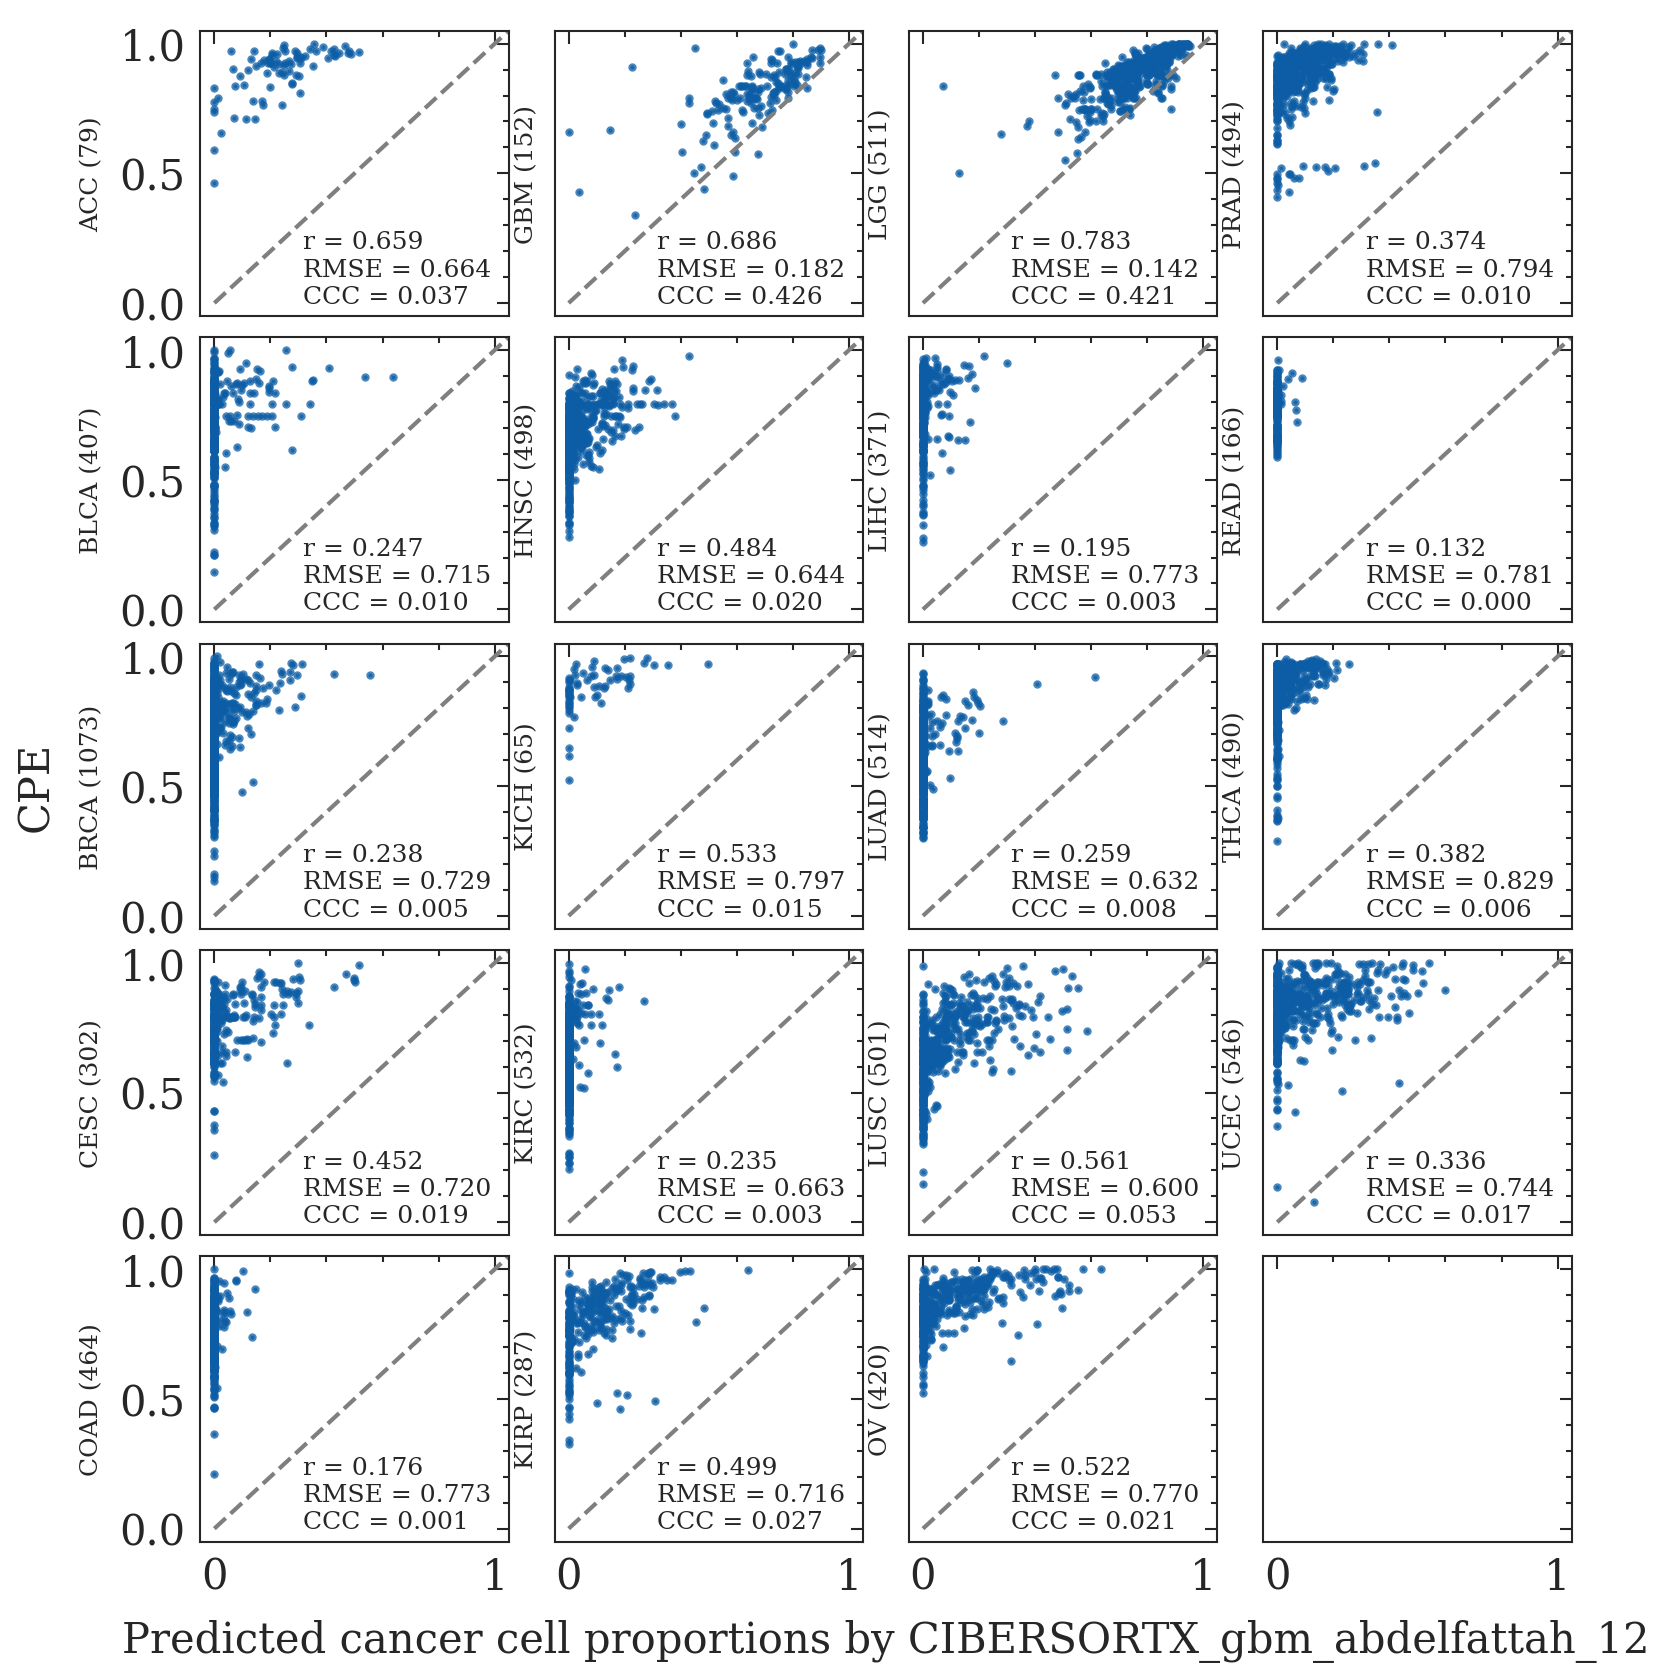 1.0
0.5
0.0
ACC (79)
r = 0.659
RMSE = 0.664
CCC = 0.037
GBM (152)
r = 0.686
RMSE = 0.182
CCC = 0.426
LGG (511)
r = 0.783
RMSE = 0.142
CCC = 0.421
PRAD (494)
r = 0.374
RMSE = 0.794
CCC = 0.010
1.0
0.5
0.0
BLCA (407)
r = 0.247
RMSE = 0.715
CCC = 0.010
HNSC (498)
r = 0.484
RMSE = 0.644
CCC = 0.020
LIHC (371)
r = 0.195
RMSE = 0.773
CCC = 0.003
READ (166)
r = 0.132
RMSE = 0.781
CCC = 0.000
CPE
1.0
0.5
0.0
BRCA (1073)
r = 0.238
RMSE = 0.729
CCC = 0.005
KICH (65)
r = 0.533
RMSE = 0.797
CCC = 0.015
LUAD (514)
r = 0.259
RMSE = 0.632
CCC = 0.008
THCA (490)
r = 0.382
RMSE = 0.829
CCC = 0.006
1.0
0.5
0.0
CESC (302)
r = 0.452
RMSE = 0.720
CCC = 0.019
KIRC (532)
r = 0.235
RMSE = 0.663
CCC = 0.003
LUSC (501)
r = 0.561
RMSE = 0.600
CCC = 0.053
UCEC (546)
r = 0.336
RMSE = 0.744
CCC = 0.017
1.0
0.5
0.0
COAD (464)
r = 0.176
RMSE = 0.773
CCC = 0.001
KIRP (287)
r = 0.499
RMSE = 0.716
CCC = 0.027
OV (420)
r = 0.522
RMSE = 0.770
CCC = 0.021
0 1 0 1 0 1 0 1
Predicted cancer cell proportions by CIBERSORTX_gbm_abdelfattah_12